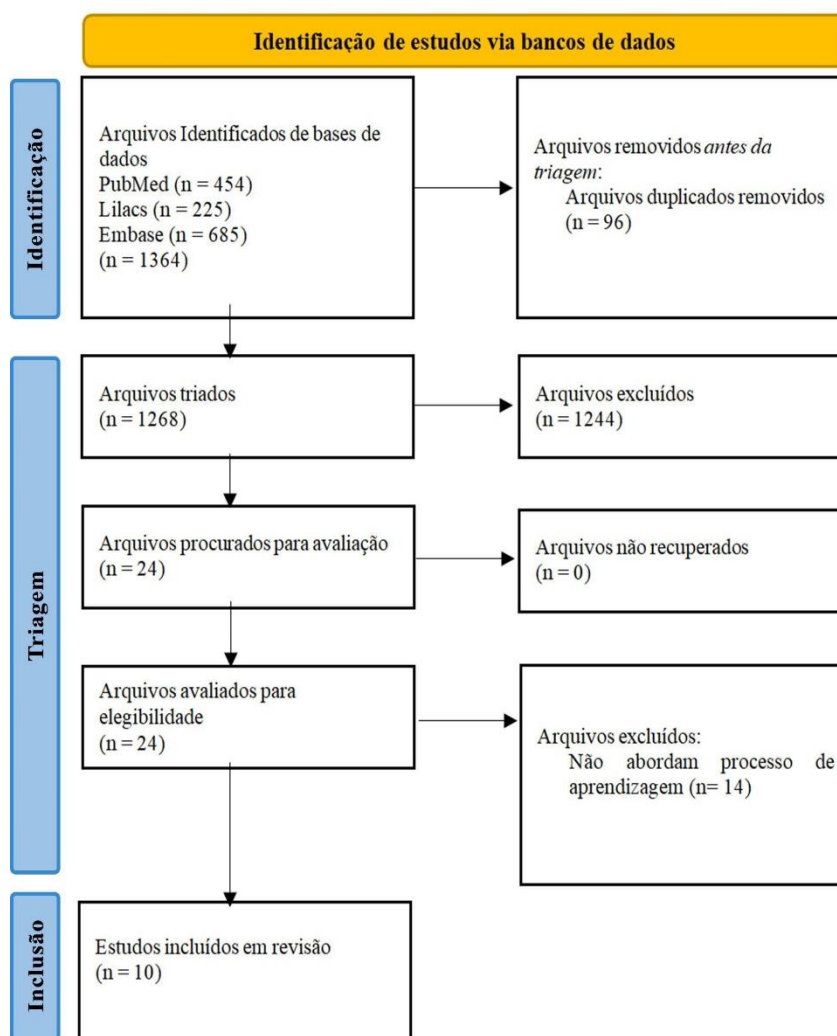 Identificação de estudos via bancos de dados
Identificação
Arquivos Identificados de bases de
dados
PubMed (n = 454)
Lilacs (n = 225)
Embase (n = 685)
(n = 1364)
Arquivos removidos antes da
triagem:
Arquivos duplicados removidos
(n = 96)
Triagem
Arquivos triados
(n = 1268)
Arquivos excluídos
(n = 1244)
Arquivos procurados para avaliação
(n = 24)
Arquivos não recuperados
(n = 0)
Arquivos avaliados para
elegibilidade
(n = 24)
Arquivos excluídos:
Não abordam processo de
aprendizagem (n= 14)
Inclusão
Estudos incluídos em revisão
(n = 10)